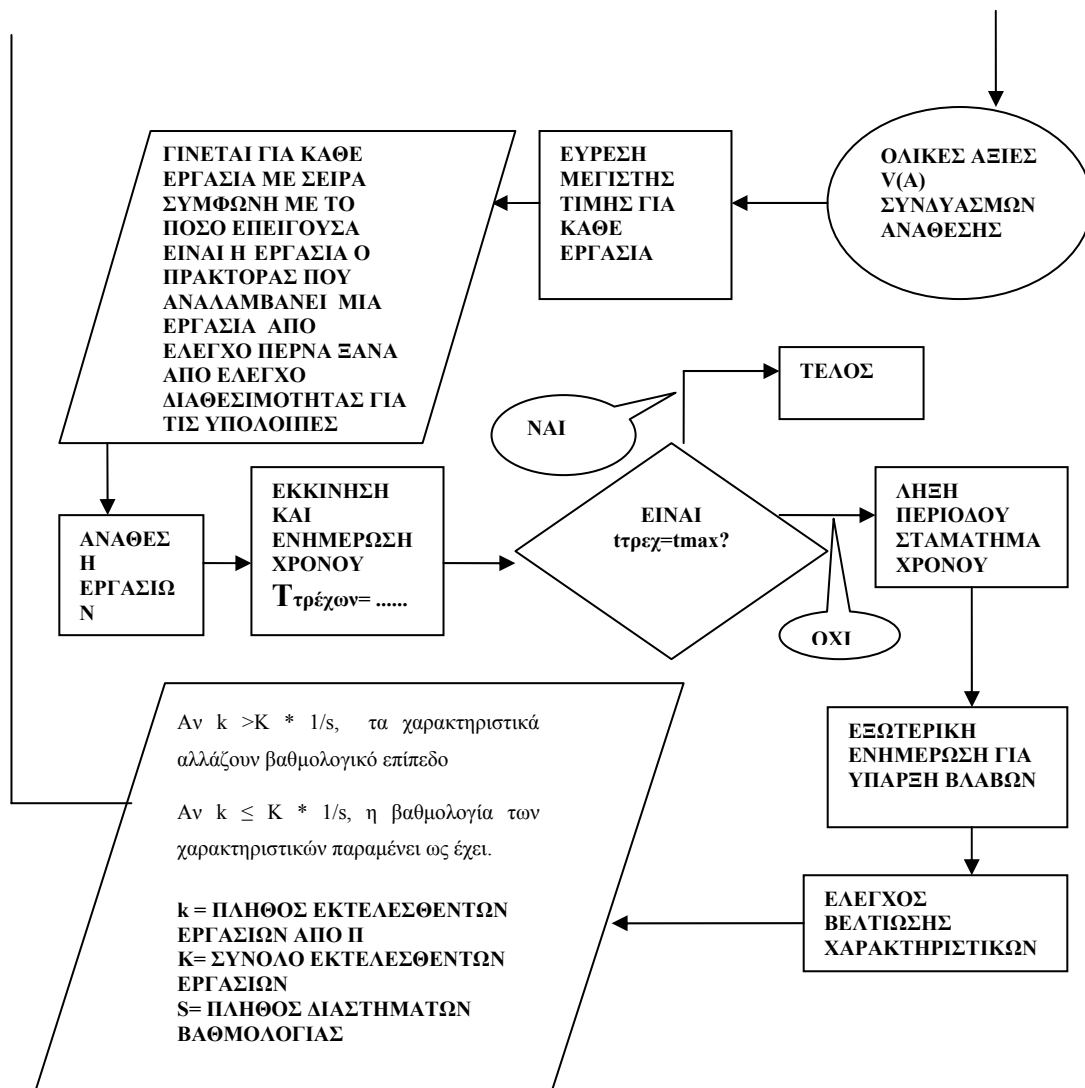 ΟΛΙΚΕΣ ΑΞΙΕΣ
V(A)
ΣΥΝΔΥΑΣΜΩΝ
ΑΝΑΘΕΣΗΣ
ΕΥΡΕΣΗ
ΜΕΓΙΣΤΗΣ
ΤΙΜΗΣ ΓΙΑ
ΚΑΘΕ
ΕΡΓΑΣΙΑ
ΓΙΝΕΤΑΙ ΓΙΑ ΚΑΘΕ
ΕΡΓΑΣΙΑ ΜΕ ΣΕΙΡΑ
ΣΥΜΦΩΝΗ ΜΕ ΤΟ
ΠΟΣΟ ΕΠΕΙΓΟΥΣΑ
ΕΙΝΑΙ Η ΕΡΓΑΣΙΑ Ο
ΠΡΑΚΤΟΡΑΣ ΠΟΥ
ΑΝΑΛΑΜΒΑΝΕΙ ΜΙΑ
ΕΡΓΑΣΙΑ ΑΠΟ
ΕΛΕΓΧΟ ΠΕΡΝΑ ΞΑΝΑ
ΑΠΟ ΕΛΕΓΧΟ
ΔΙΑΘΕΣΙΜΟΤΗΤΑΣ ΓΙΑ
ΤΙΣ ΥΠΟΛΟΙΠΕΣ
ΑΝΑΘΕΣ
Η
ΕΡΓΑΣΙΩ
Ν
ΕΚΚΙΝΗΣΗ
ΚΑΙ
ΕΝΗΜΕΡΩΣΗ
ΧΡΟΝΟΥ
Tτρέχων= ......
ΕΙΝΑΙ
tτρεχ=tmax?
ΝΑΙ
ΤΕΛΟΣ
ΟΧΙ
ΛΗΞΗ
ΠΕΡΙΟΔΟΥ
ΣΤΑΜΑΤΗΜΑ
ΧΡΟΝΟΥ
ΕΞΩΤΕΡΙΚΗ
ΕΝΗΜΕΡΩΣΗ ΓΙΑ
ΥΠΑΡΞΗ ΒΛΑΒΩΝ
ΕΛΕΓΧΟΣ
ΒΕΛΤΙΩΣΗΣ
ΧΑΡΑΚΤΗΡΙΣΤΙΚΩΝ
Αν k >K * 1/s, τα χαρακτηριστικά
αλλάζουν βαθμολογικό επίπεδο
Αν k ≤ K * 1/s, η βαθμολογία των
χαρακτηριστικών παραμένει ως έχει.
k = ΠΛΗΘΟΣ ΕΚΤΕΛΕΣΘΕΝΤΩΝ
ΕΡΓΑΣΙΩΝ ΑΠΟ Π
K= ΣΥΝΟΛΟ ΕΚΤΕΛΕΣΘΕΝΤΩΝ
ΕΡΓΑΣΙΩΝ
S= ΠΛΗΘΟΣ ΔΙΑΣΤΗΜΑΤΩΝ
ΒΑΘΜΟΛΟΓΙΑΣ